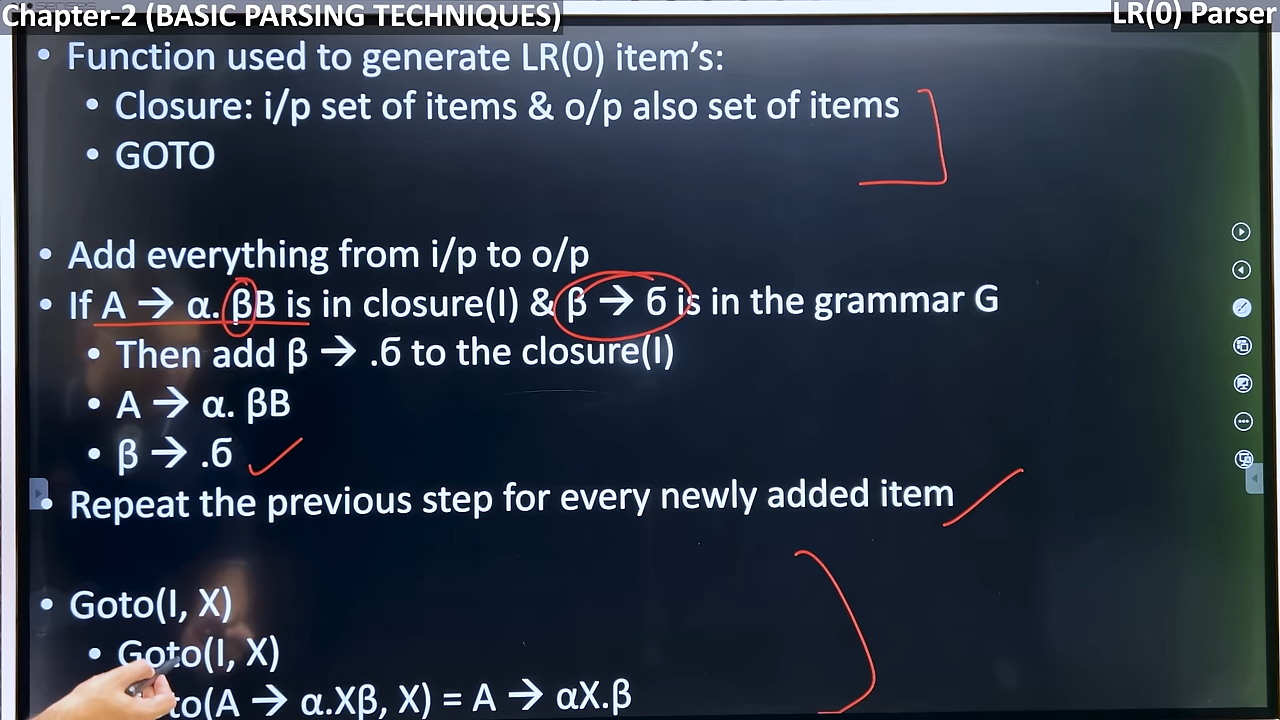 Chapter-2 (BASIC PARSING TECHNIQUES)
LR(0) Parser
• Function used to generate LR(0) item’s:
• Closure: i/p set of items & o/p also set of items
• GOTO
• Add everything from i/p to o/p
• If A → α. βB is in closure(I) & β → б is in the grammar G
• Then add β → .б to the closure(I)
• A → α. βB
• β → .б
• Repeat the previous step for every newly added item
• Goto(I, X)
• Goto(I, X)
to(A → α.Xβ, X) = A → αX.β